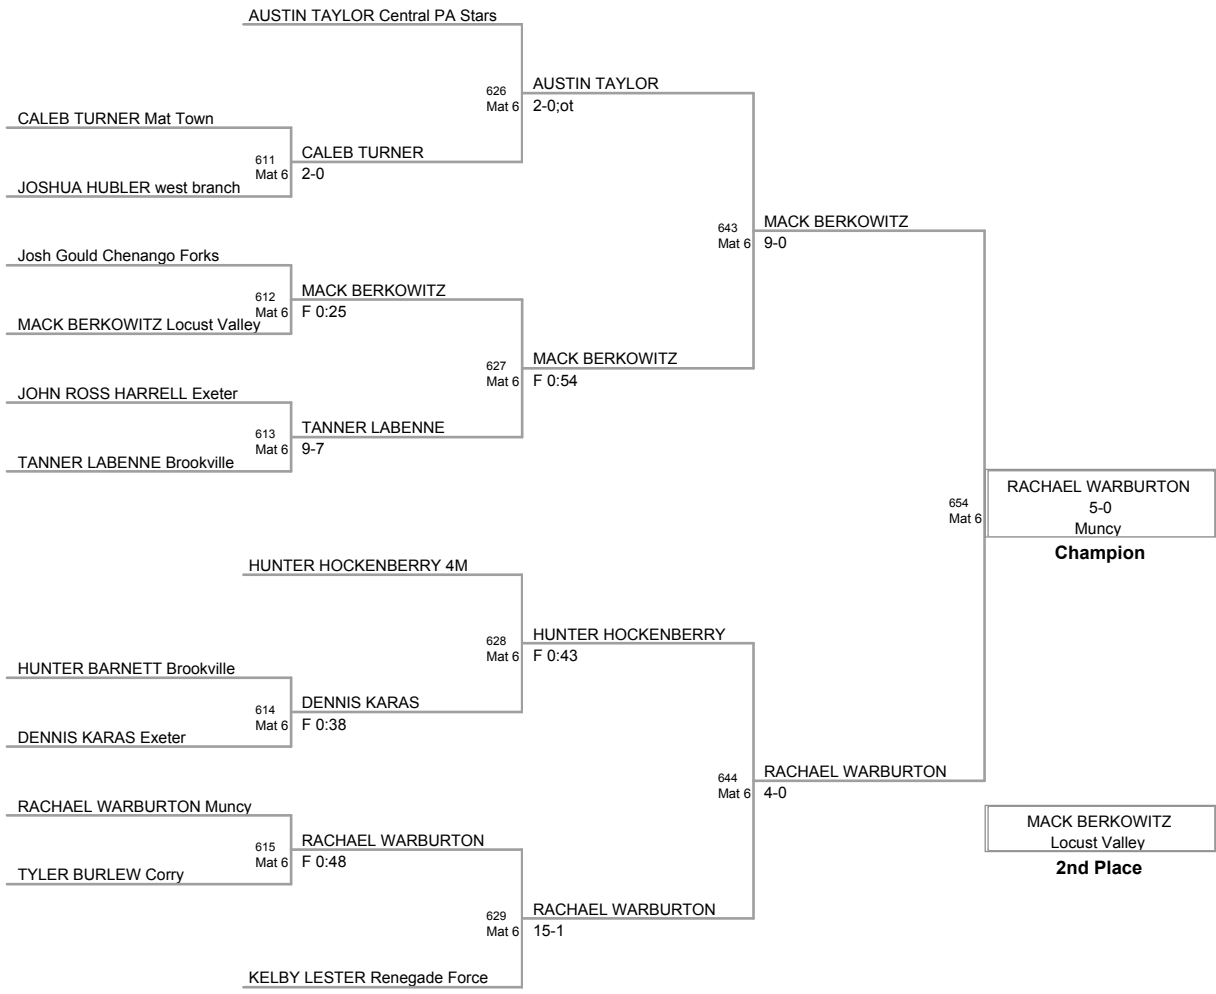 AUSTIN TAYLOR Central PA Stars
626
Mat 6
AUSTIN TAYLOR
2-0;ot
CALEB TURNER Mat Town
611
Mat 6
CALEB TURNER
2-0
JOSHUA HUBLER west branch
643
Mat 6
MACK BERKOWITZ
9-0
Josh Gould Chenango Forks
612
Mat 6
MACK BERKOWITZ
F 0:25
MACK BERKOWITZ Locust Valley
627
Mat 6
MACK BERKOWITZ
F 0:54
JOHN ROSS HARRELL Exeter
613
Mat 6
TANNER LABENNE
9-7
TANNER LABENNE Brookville
654
Mat 6
RACHAEL WARBURTON
5-0
Muncy
Champion
HUNTER HOCKENBERRY 4M
628
Mat 6
HUNTER HOCKENBERRY
F 0:43
HUNTER BARNETT Brookville
614
Mat 6
DENNIS KARAS
F 0:38
DENNIS KARAS Exeter
644
Mat 6
RACHAEL WARBURTON
4-0
RACHAEL WARBURTON Muncy
615
Mat 6
RACHAEL WARBURTON
F 0:48
TYLER BURLEW Corry
MACK BERKOWITZ
Locust Valley
2nd Place
629
Mat 6
RACHAEL WARBURTON
15-1
KELBY LESTER Renegade Force